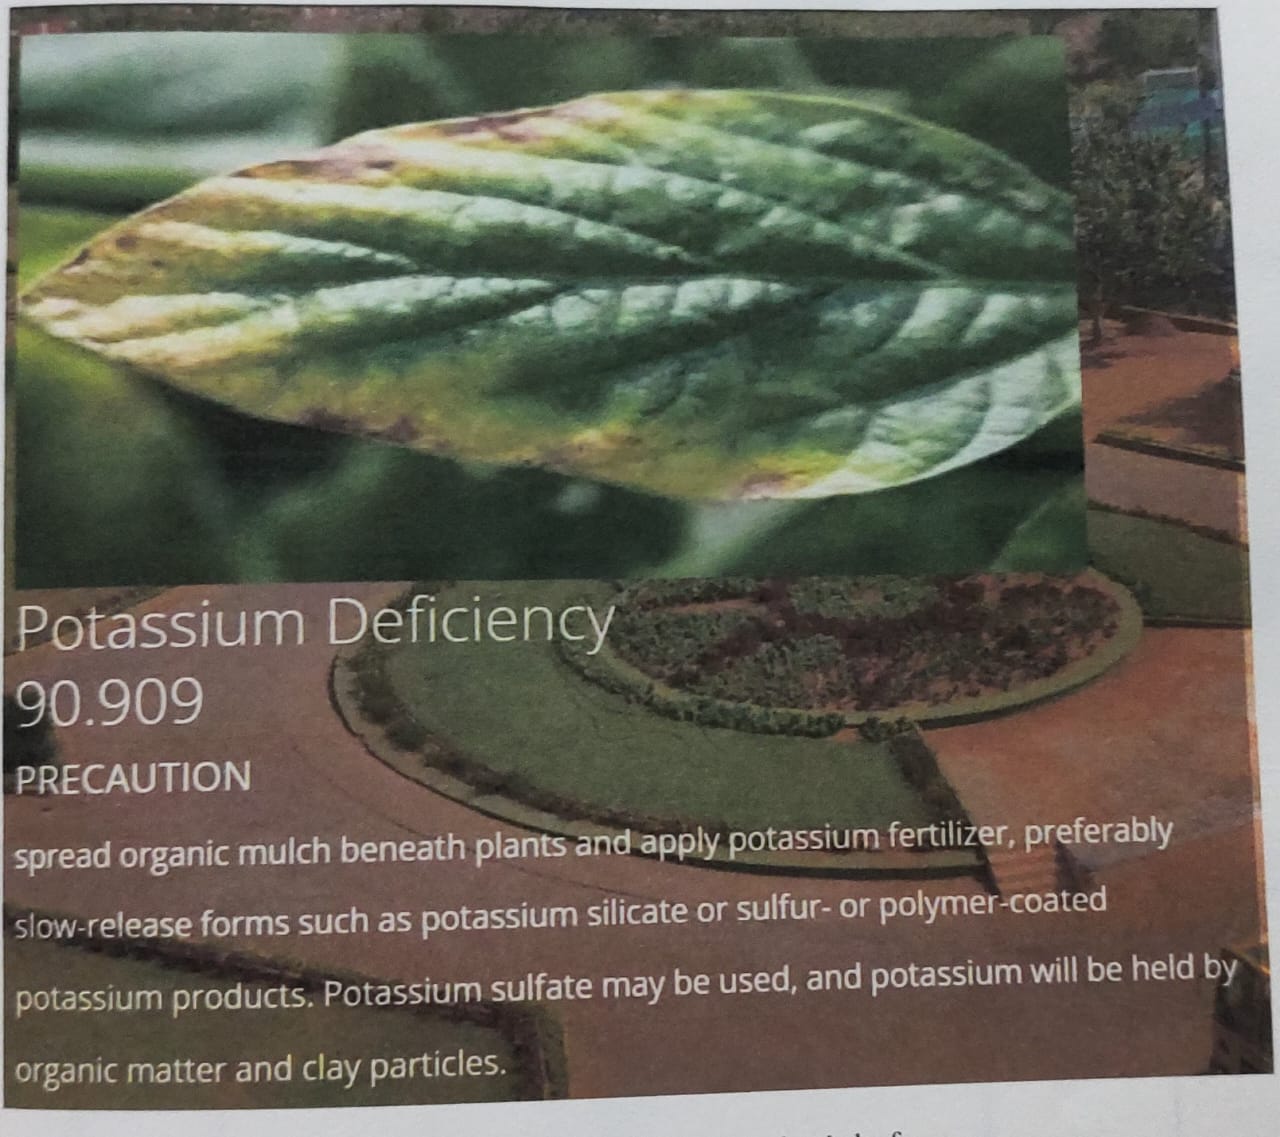 Potassium Deficiency
90.909
PRECAUTION
spread organic mulch beneath plants and apply potassium fertilizer, preferably
slow-release forms such as potassium silicate or sulfur- or polymer-coated
potassium products. Potassium sulfate may be used, and potassium will be held by
organic matter and clay particles.